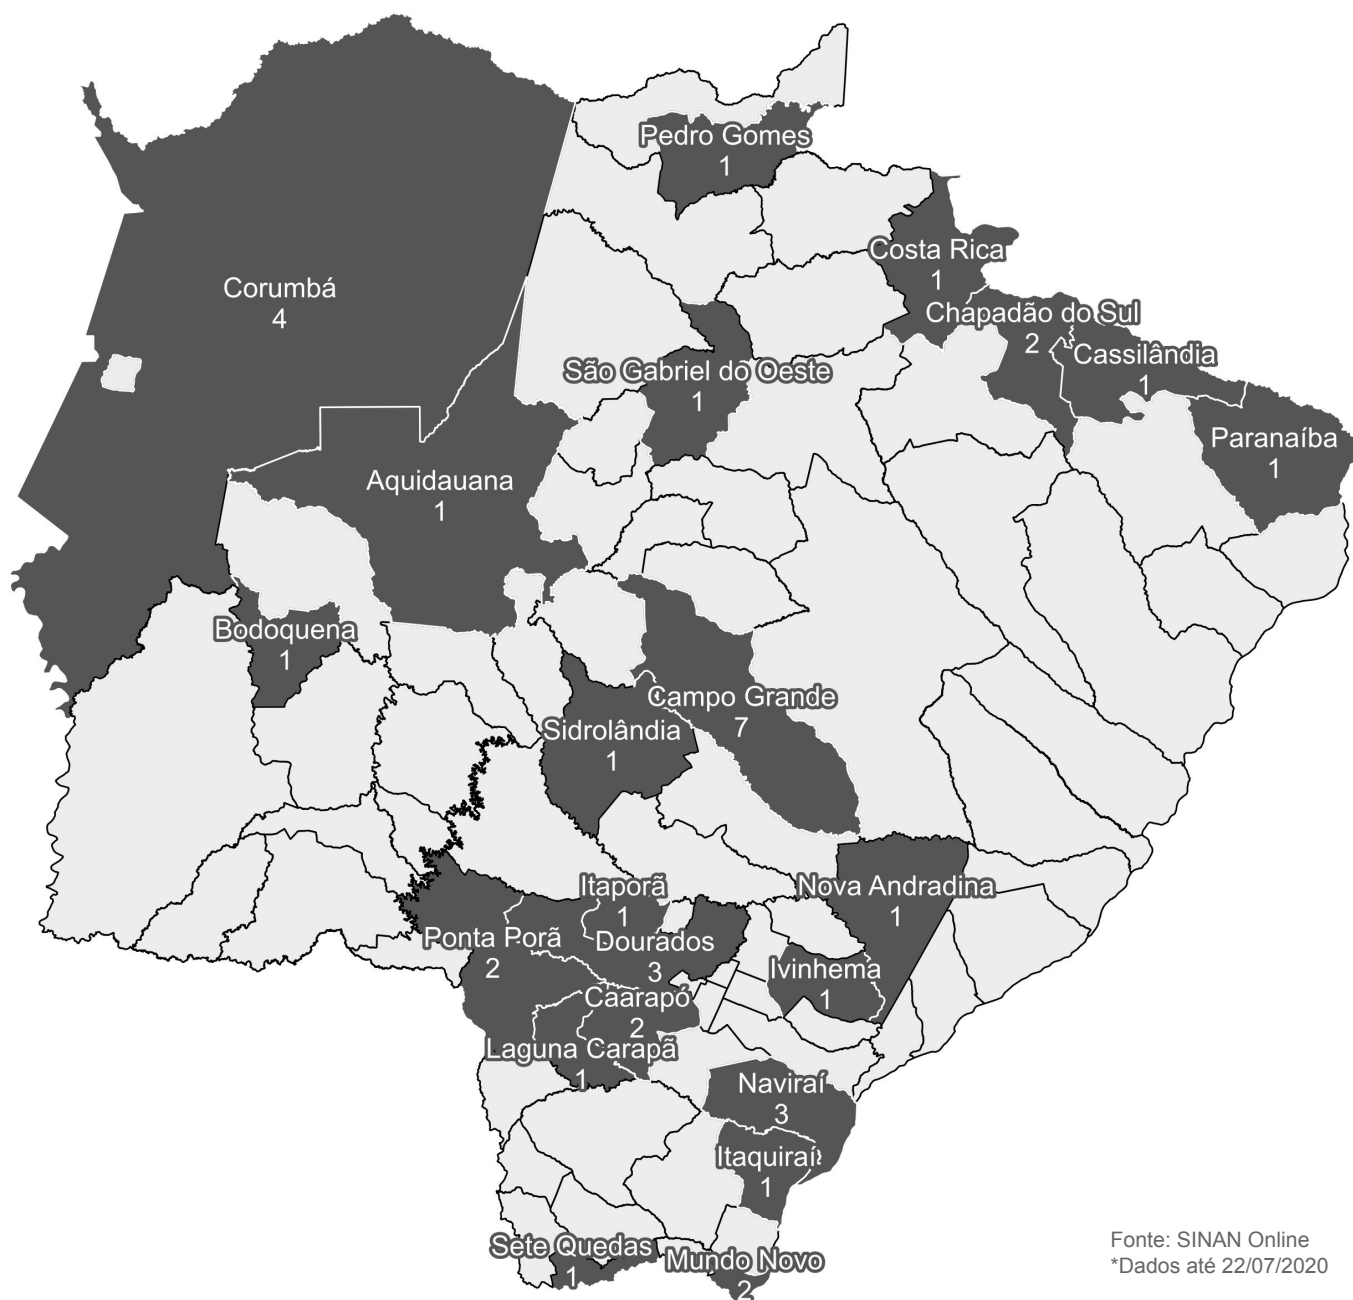 Pedro Gomes
1
Costa Rica
1
Corumbá
4
Chapadão do Sul
2
Cassilândia
1
São Gabriel do Oeste
1
Paranaíba
1
Aquidauana
1
Bodoquena
1
Campo Grande
7
Sidrolândia
1
Itaporã
1
Nova Andradina
1
Ponta Porã
2
Dourados
3
Ivinhema
1
Caarapó
2
Laguna Carapã
1
Naviraí
3
Itaquiraí
1
Sete Quedas
1
Mundo Novo
2
Fonte: SINAN Online
*Dados até 22/07/2020